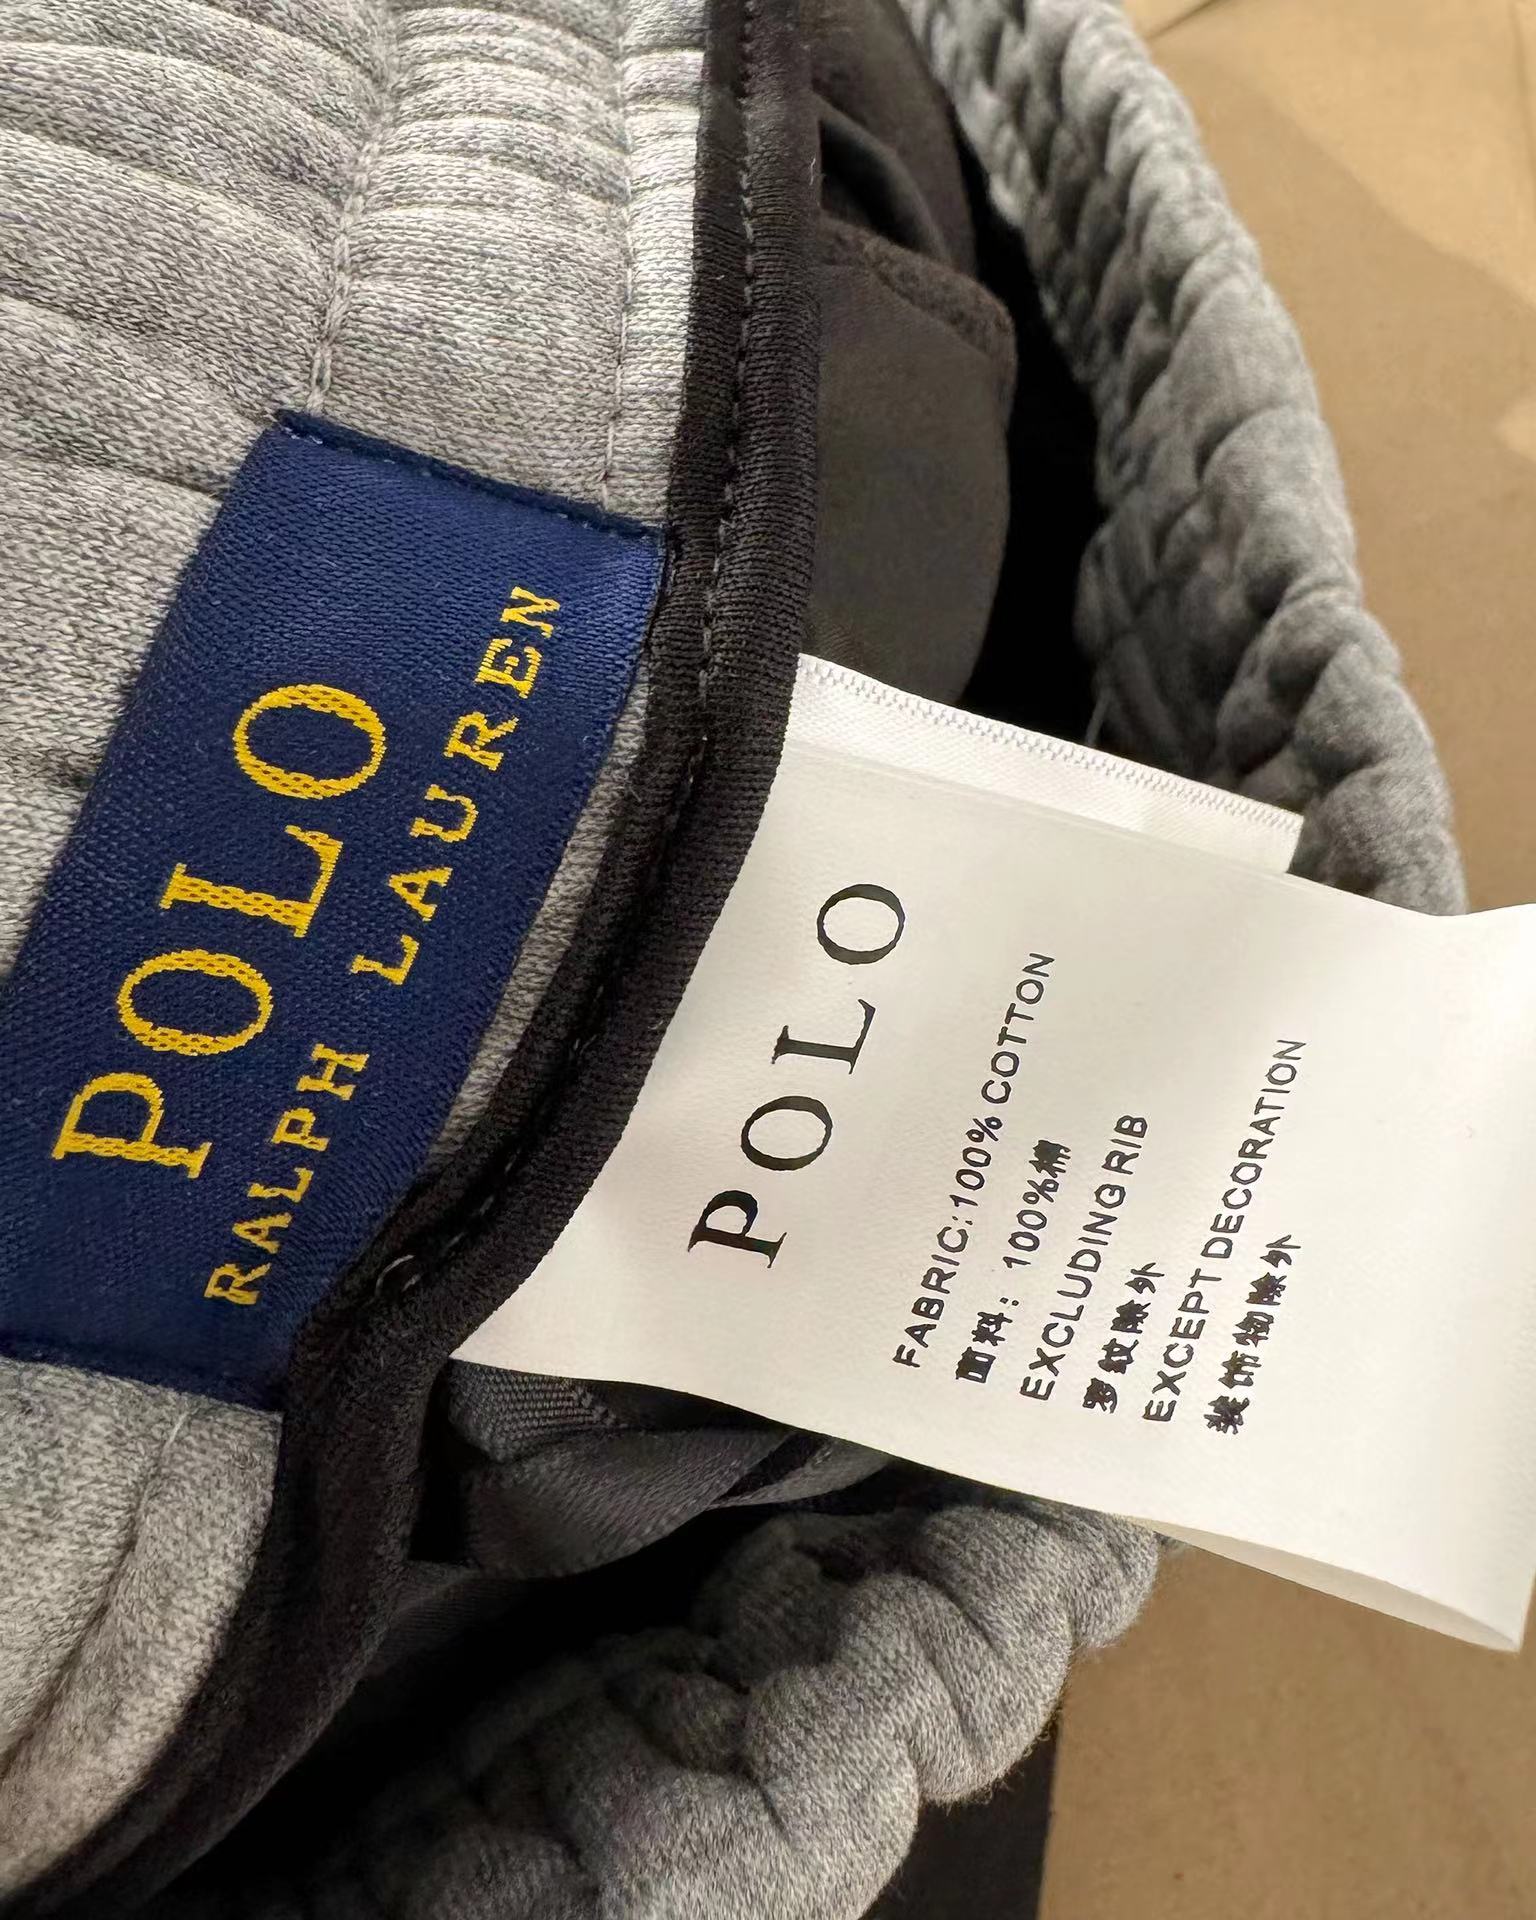 POLO
RALPH LAUREN
POLO
FABRIC:100% COTTON
面料：100%棉
EXCLUDING RIB
罗纹除外
EXCEPT DECORATION
装饰物除外